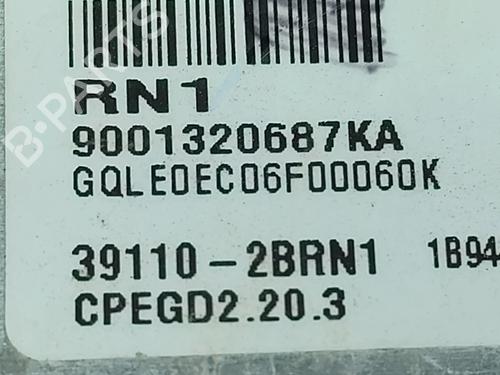 RN1
9001320687KA
GQLE0EC06F00060K
39110-2BRN1 1B94
CPEGD2.20.3
B-PARTS